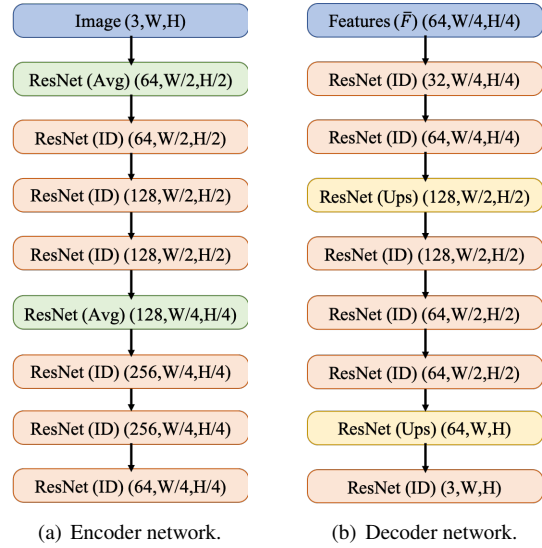 Image (3,W,H)
ResNet (Avg) (64,W/2,H/2)
ResNet (ID) (64,W/2,H/2)
ResNet (ID) (128,W/2,H/2)
ResNet (ID) (128,W/2,H/2)
ResNet (Avg) (128,W/4,H/4)
ResNet (ID) (256,W/4,H/4)
ResNet (ID) (256,W/4,H/4)
ResNet (ID) (64,W/4,H/4)
(a) Encoder network.
Features (F̄) (64,W/4,H/4)
ResNet (ID) (32,W/4,H/4)
ResNet (ID) (64,W/4,H/4)
ResNet (Ups) (128,W/2,H/2)
ResNet (ID) (128,W/2,H/2)
ResNet (ID) (64,W/2,H/2)
ResNet (ID) (64,W/2,H/2)
ResNet (Ups) (64,W,H)
ResNet (ID) (3,W,H)
(b) Decoder network.